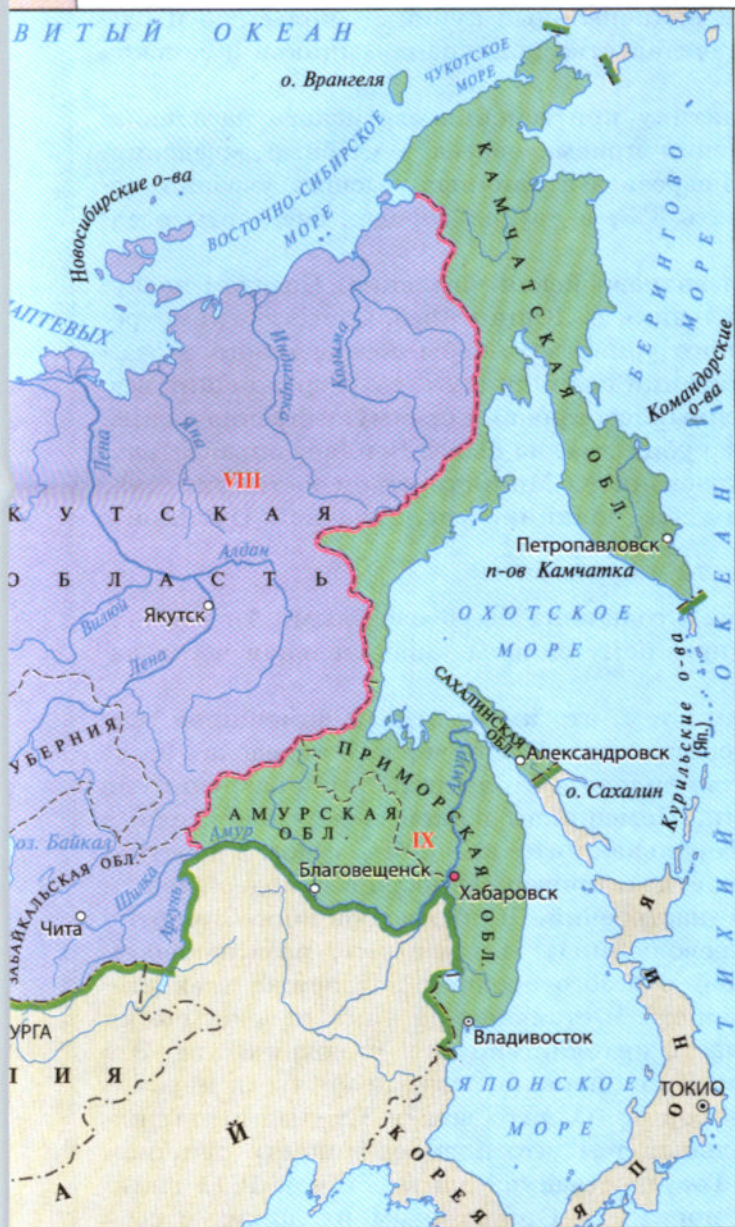 ВИТЫЙ ОКЕАН
о. Врангеля
ЧУКОТСКОЕ
МОРЕ
Новосибирские о-ва
ВОСТОЧНО-СИБИРСКОЕ
МОРЕ
КАМЧАТСКАЯ
ОБЛ.
БЕРИНГОВО
МОРЕ
АПТЕВЫХ
Командорские
о-ва
Лена
Яна
Индигирка
Колыма
VIII
КУТСКАЯ
ОБЛАСТЬ
Алдан
Вилюй
Якутск
Лена
Петропавловск
п-ов Камчатка
ОХОТСКОЕ
МОРЕ
ТИХИЙ ОКЕАН
Курильские о-ва
(Яп.)
САХАЛИНСКАЯ
ОБЛ.
Александровск
о. Сахалин
УБЕРНИЯ
ПРИМОРСКАЯ ОБЛ.
Амур
АМУРСКАЯ
ОБЛ.
IX
оз. Байкал
Амур
ЗАБАЙКАЛЬСКАЯ ОБЛ.
Шилка
Аргунь
Благовещенск
Хабаровск
Чита
УРГА
ЛИЯ
Владивосток
ЯПОНСКОЕ
МОРЕ
ТОКИО
КОРЕЯ
ЯПОНИЯ
АЙ